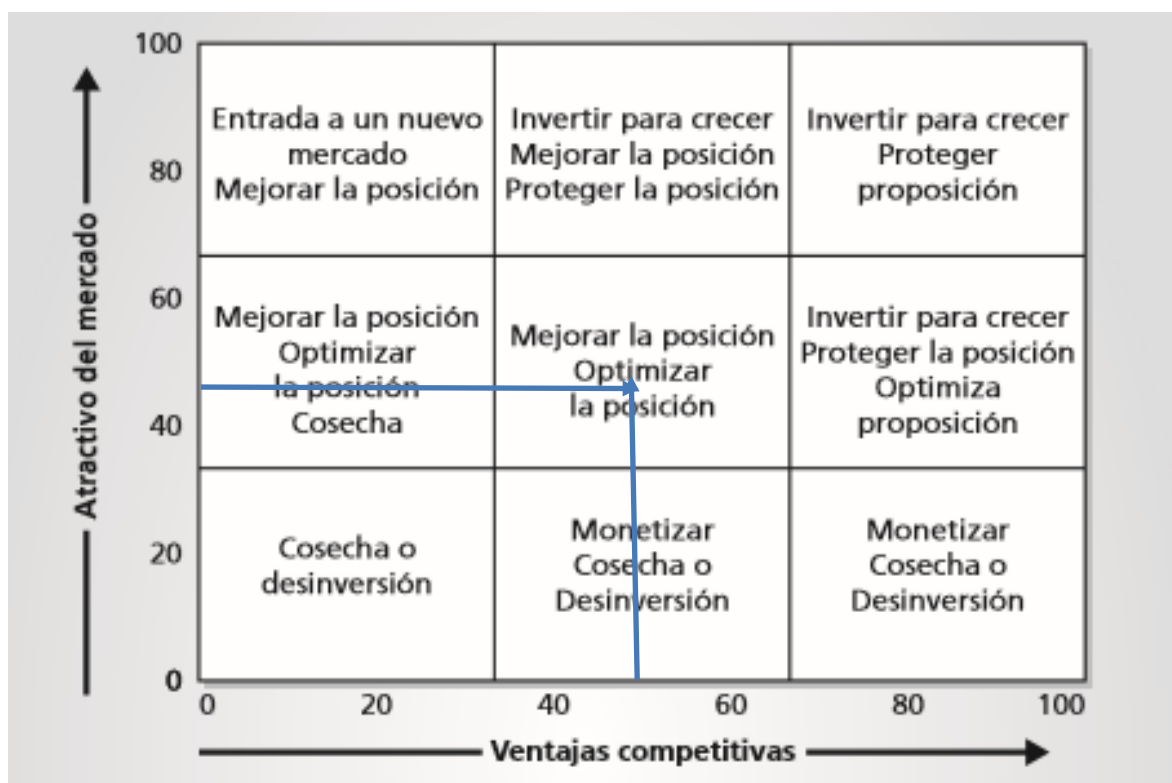 100
Entrada a un nuevo
mercado
Mejorar la posición
Invertir para crecer
Mejorar la posición
Proteger la posición
Invertir para crecer
Proteger
proposición
80
60
Mejorar la posición
Optimizar
la posición
Cosecha
Mejorar la posición
Optimizar
la posición
Invertir para crecer
Proteger la posición
Optimiza
proposición
40
Atractivo del mercado
Cosecha o
desinversión
Monetizar
Cosecha o
Desinversión
Monetizar
Cosecha o
Desinversión
20
0
0 20 40 60 80 100
Ventajas competitivas